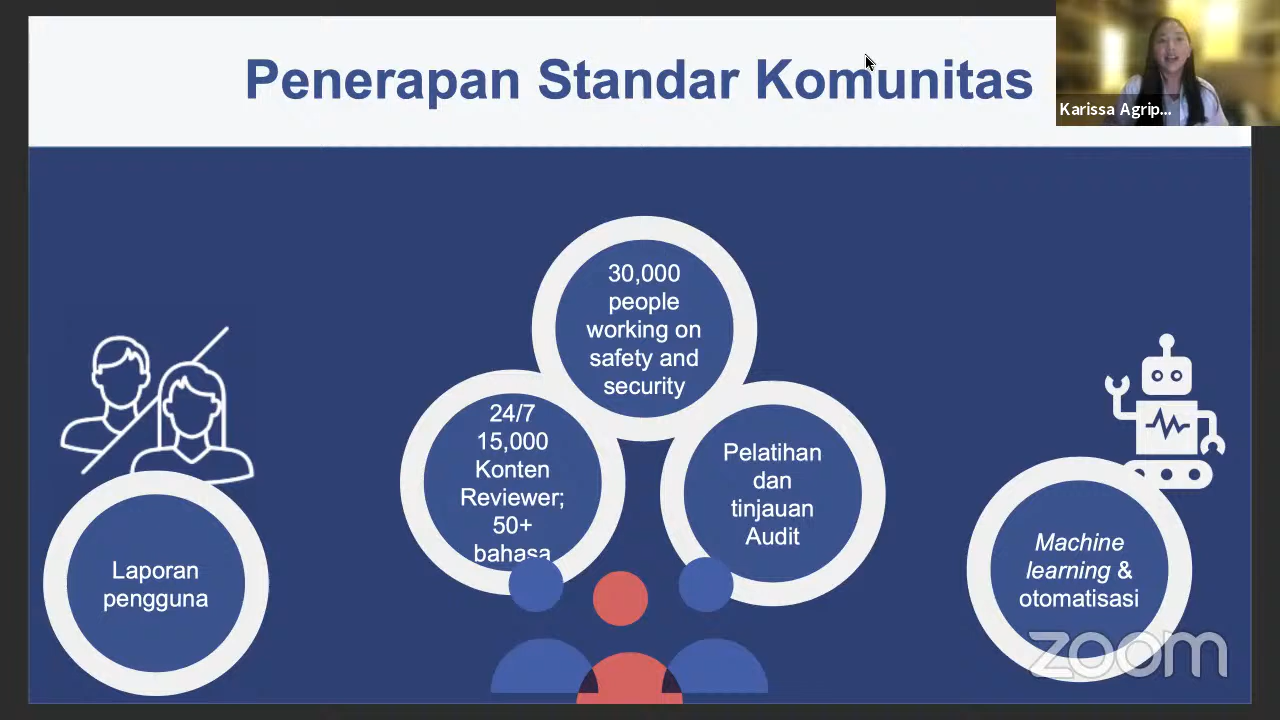 Penerapan Standar Komunitas
Karissa Agrip...
30,000
people
working on
safety and
security
24/7
15,000
Konten
Reviewer;
50+
bahasa
Pelatihan
dan
tinjauan
Audit
Laporan
pengguna
Machine
learning &
otomatisasi
zoom